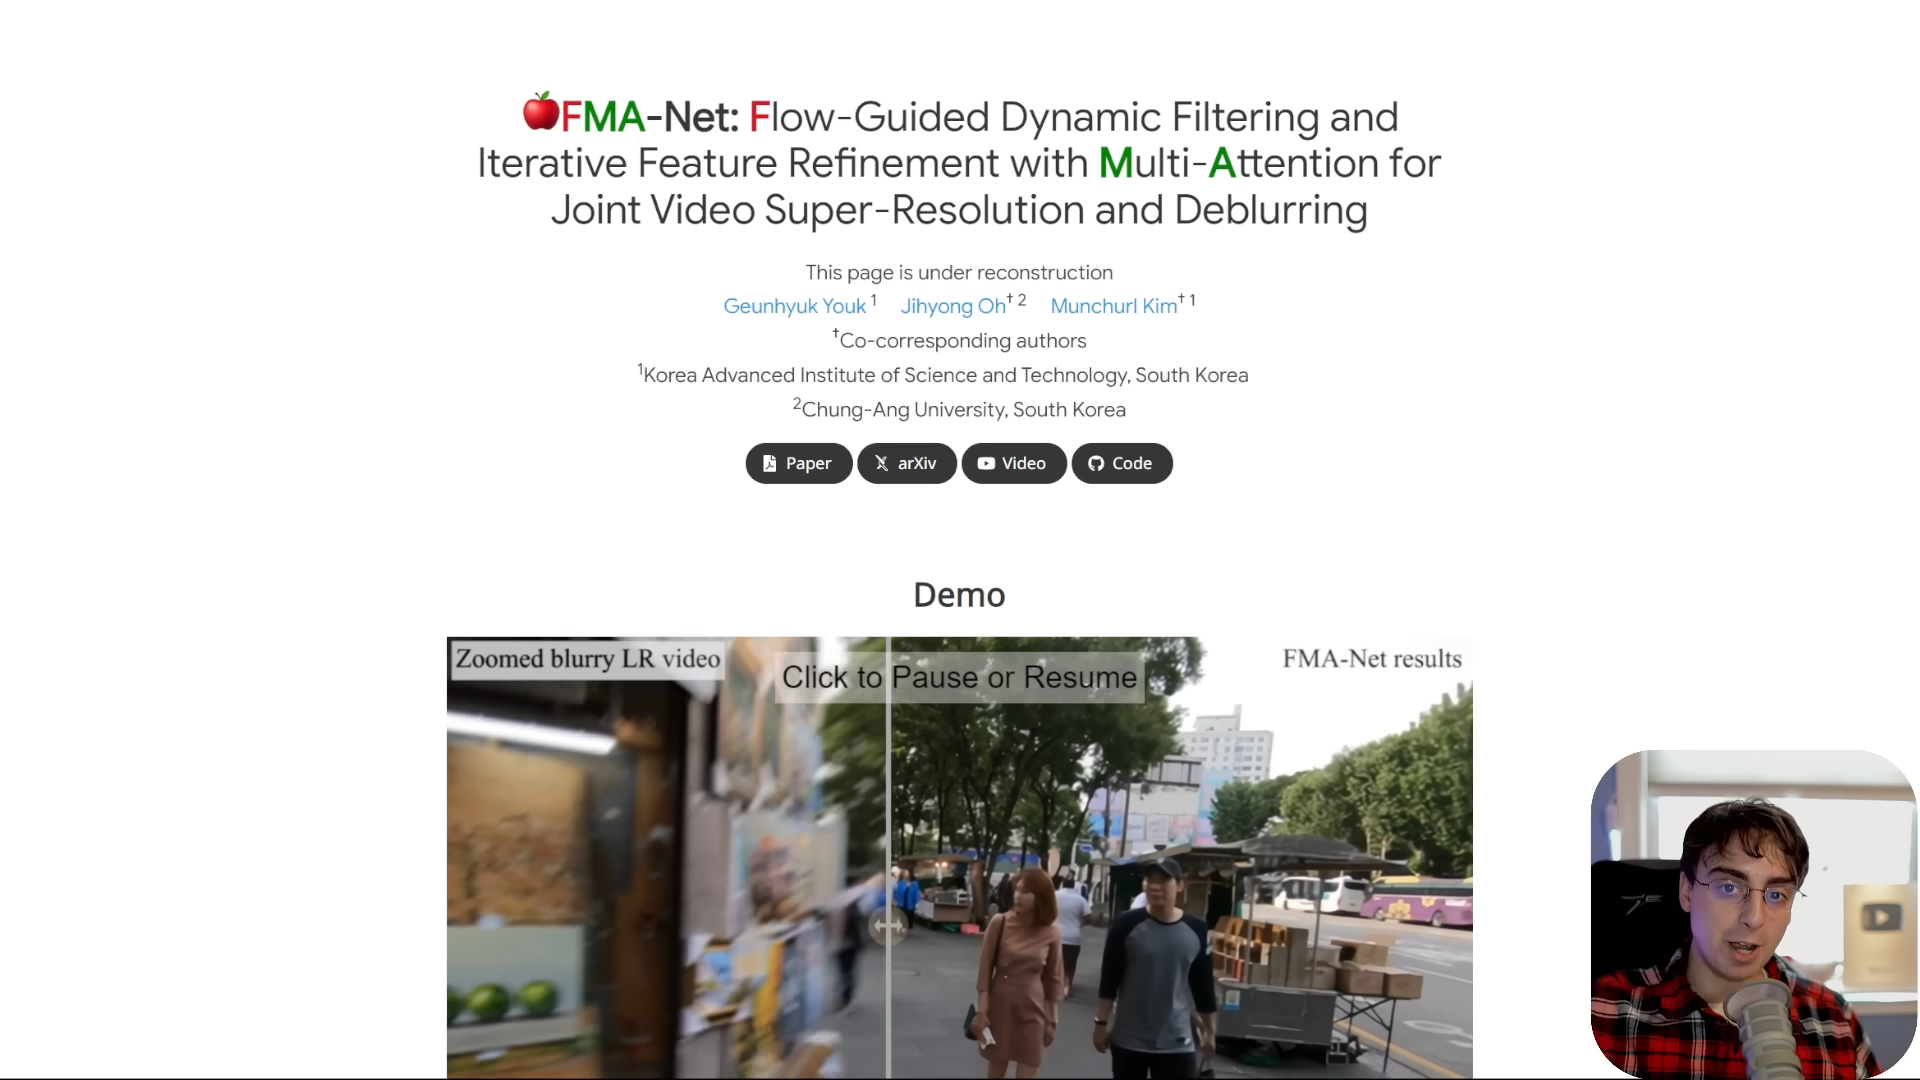 FMA-Net: Flow-Guided Dynamic Filtering and
Iterative Feature Refinement with Multi-Attention for
Joint Video Super-Resolution and Deblurring
This page is under reconstruction
Geunhyuk Youk 1 Jihyong Oh† 2 Munchurl Kim† 1
†Co-corresponding authors
1Korea Advanced Institute of Science and Technology, South Korea
2Chung-Ang University, South Korea
Paper arXiv Video Code
Demo
Zoomed blurry LR video
Click to Pause or Resume
FMA-Net results